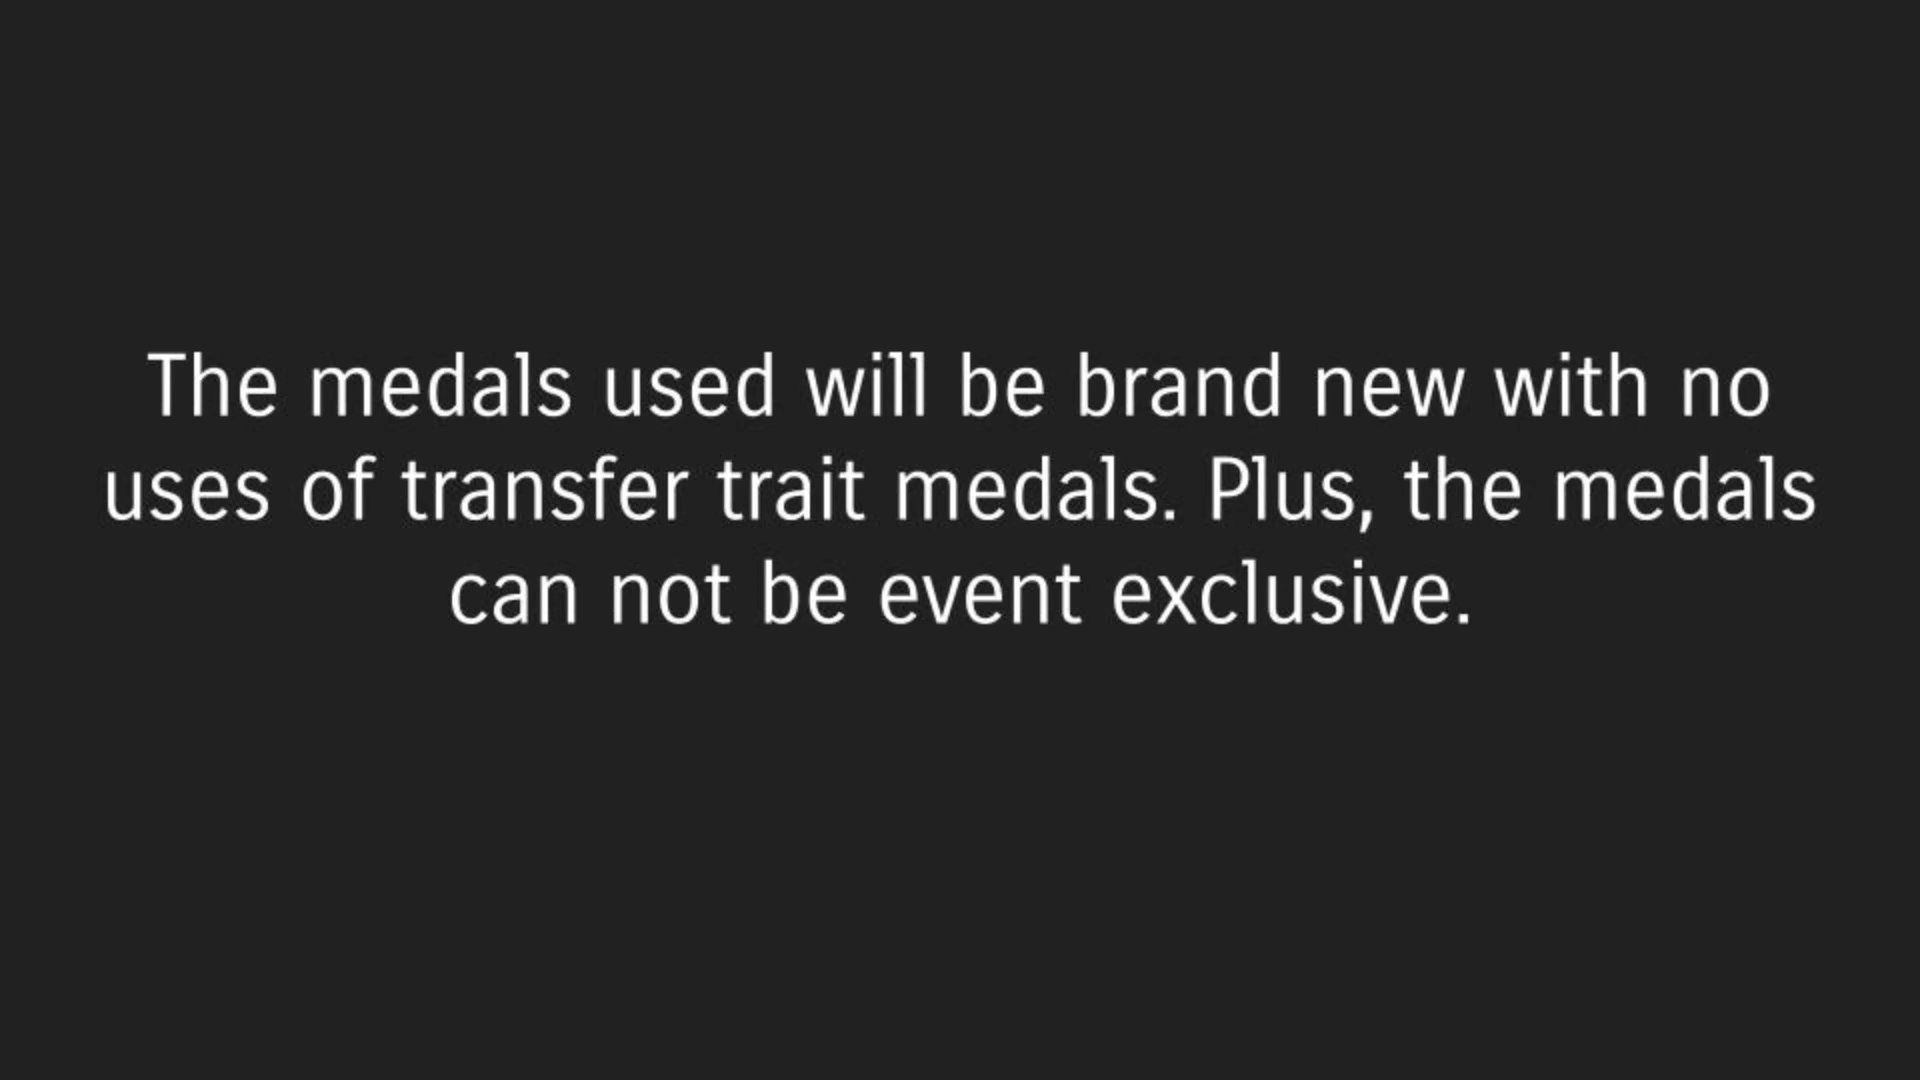 The medals used will be brand new with no
uses of transfer trait medals. Plus, the medals
can not be event exclusive.